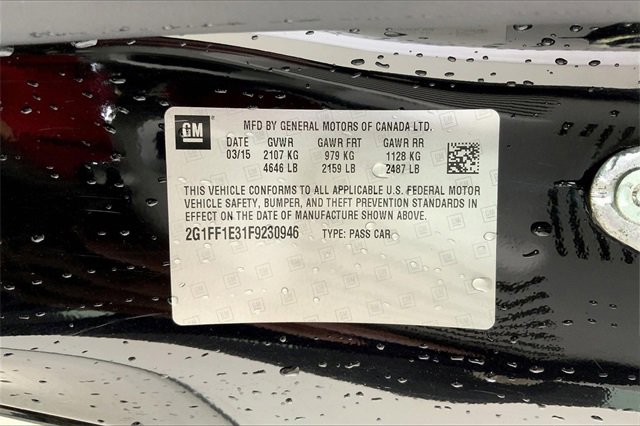 GM
MFD BY GENERAL MOTORS OF CANADA LTD.
DATE GVWR GAWR FRT GAWR RR
03/15 2107 KG 979 KG 1128 KG
4646 LB 2159 LB 2487 LB
THIS VEHICLE CONFORMS TO ALL APPLICABLE U.S. FEDERAL MOTOR
VEHICLE SAFETY, BUMPER, AND THEFT PREVENTION STANDARDS IN
EFFECT ON THE DATE OF MANUFACTURE SHOWN ABOVE.
2G1FF1E31F9230946 TYPE: PASS CAR